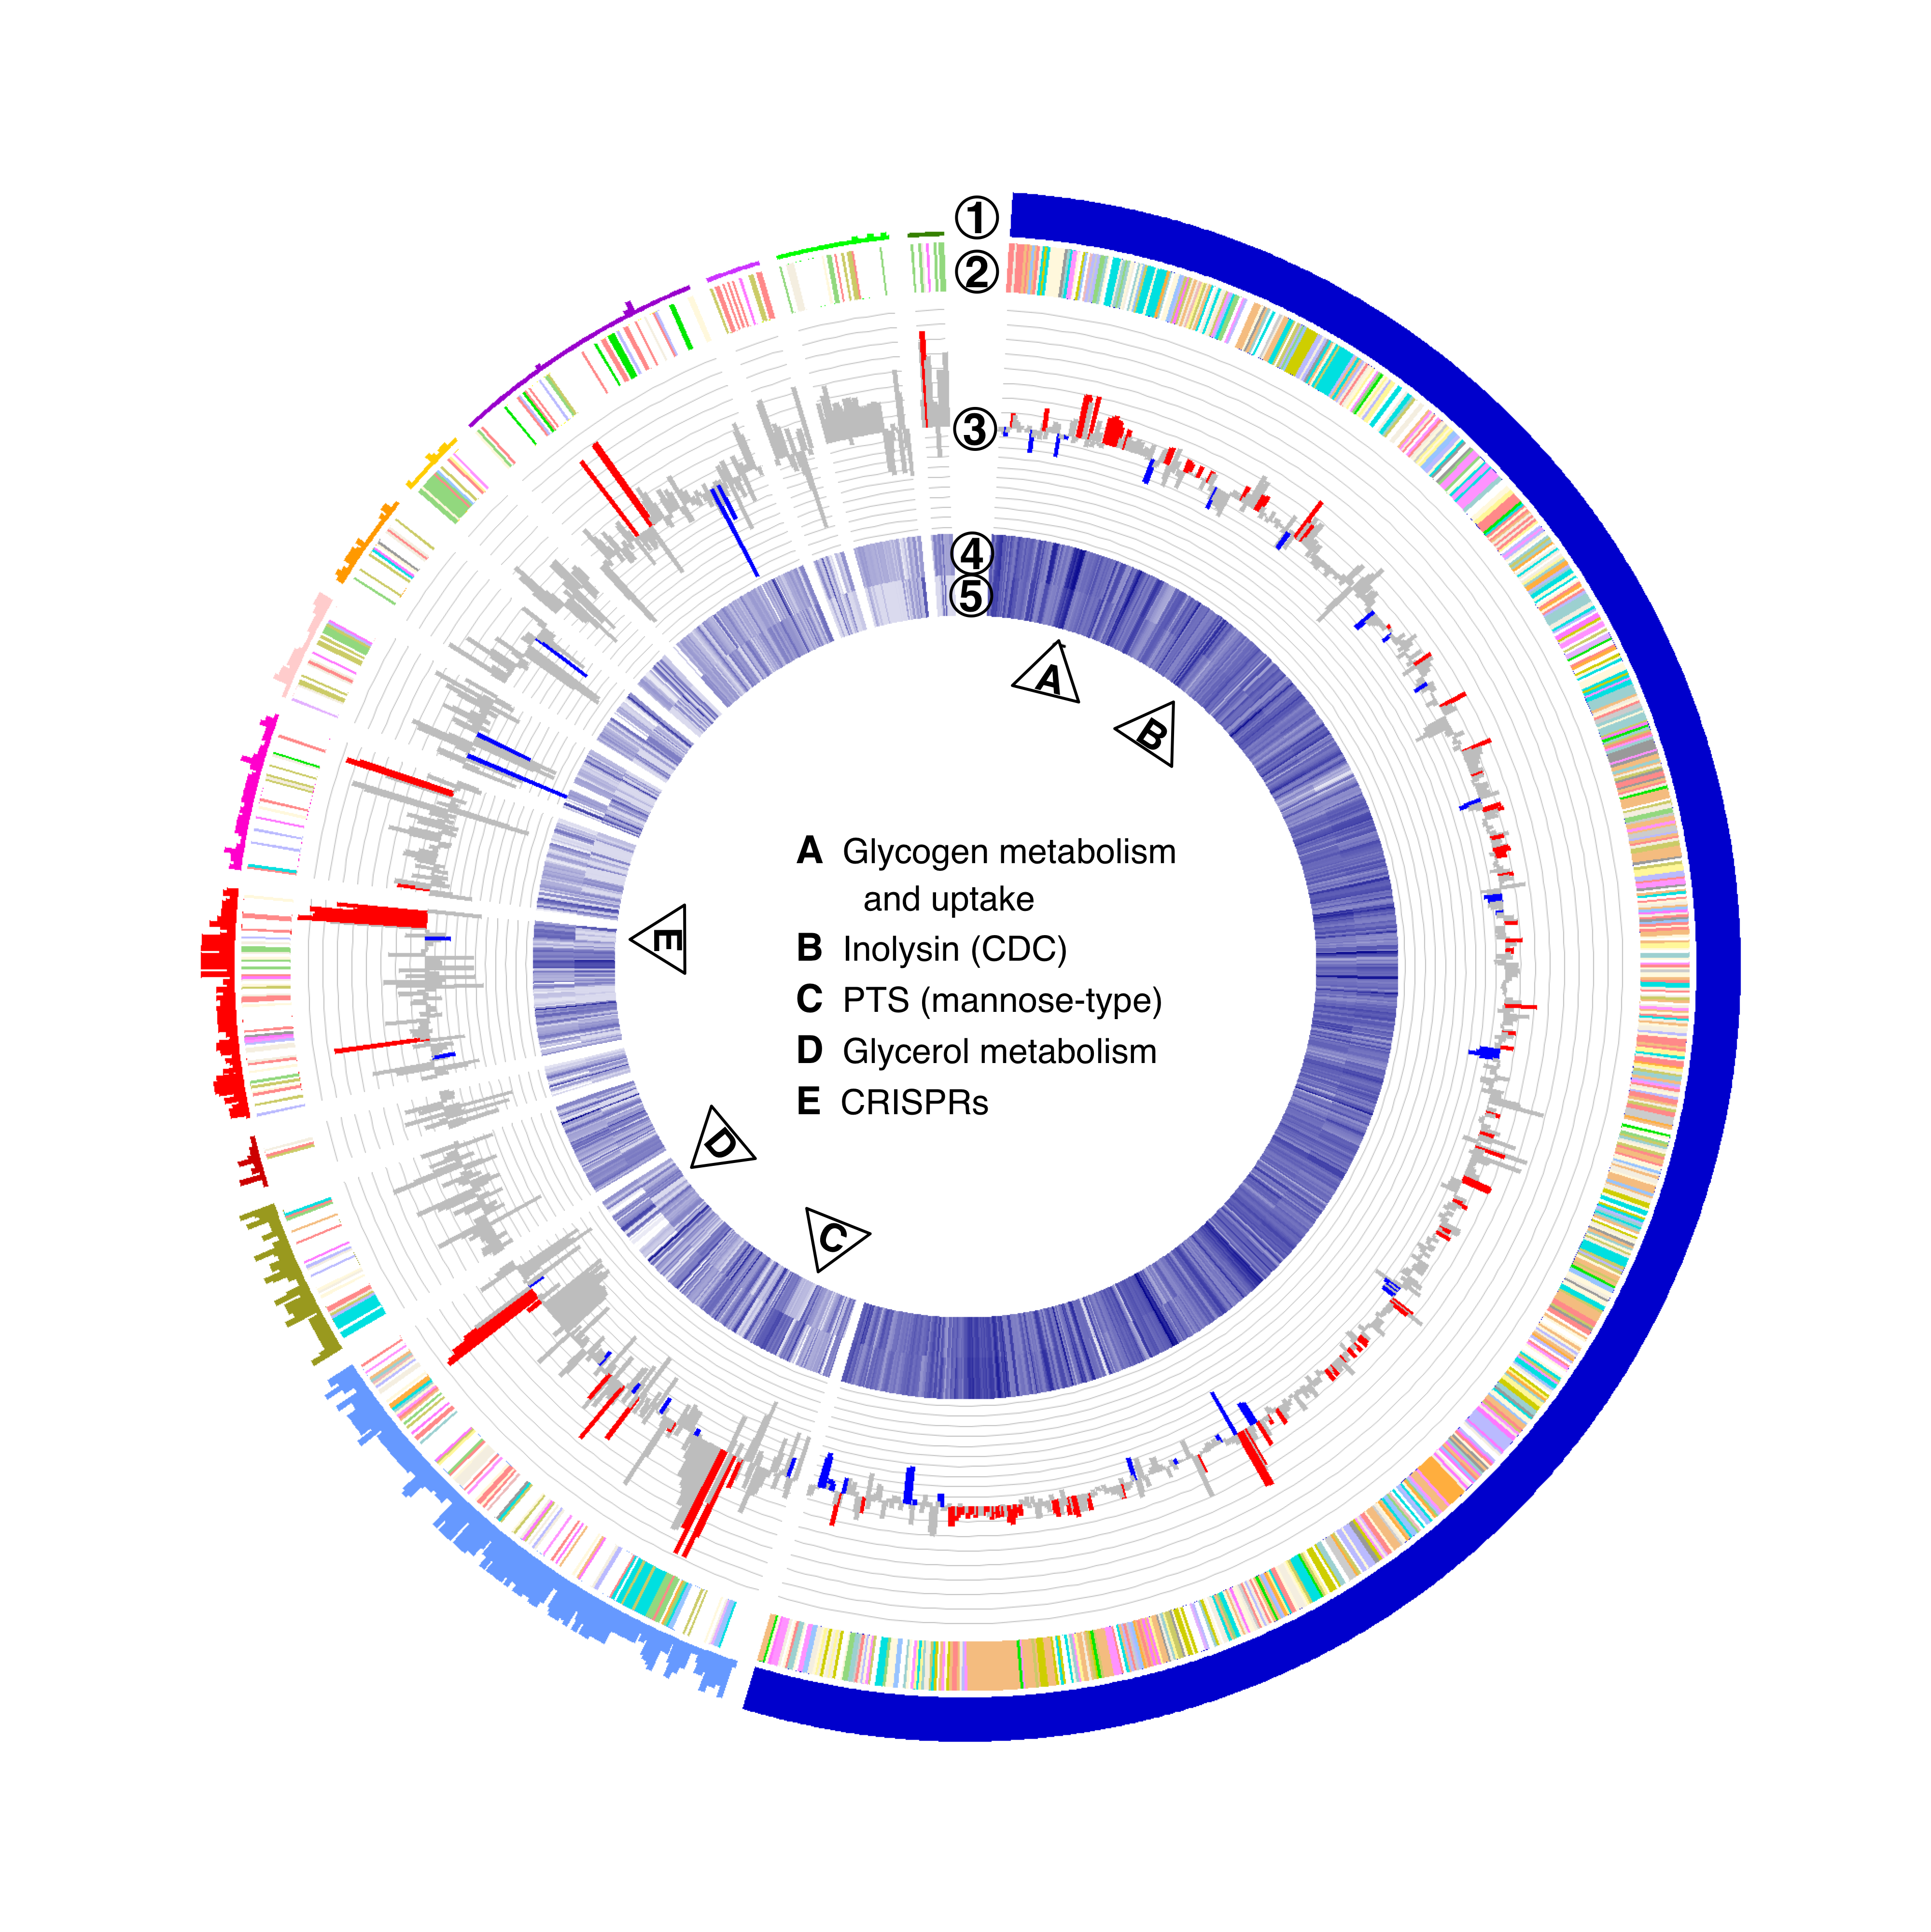 ①
②
③
④
⑤
A
B
A Glycogen metabolism
and uptake
B Inolysin (CDC)
C PTS (mannose-type)
D Glycerol metabolism
E CRISPRs
E
D
C